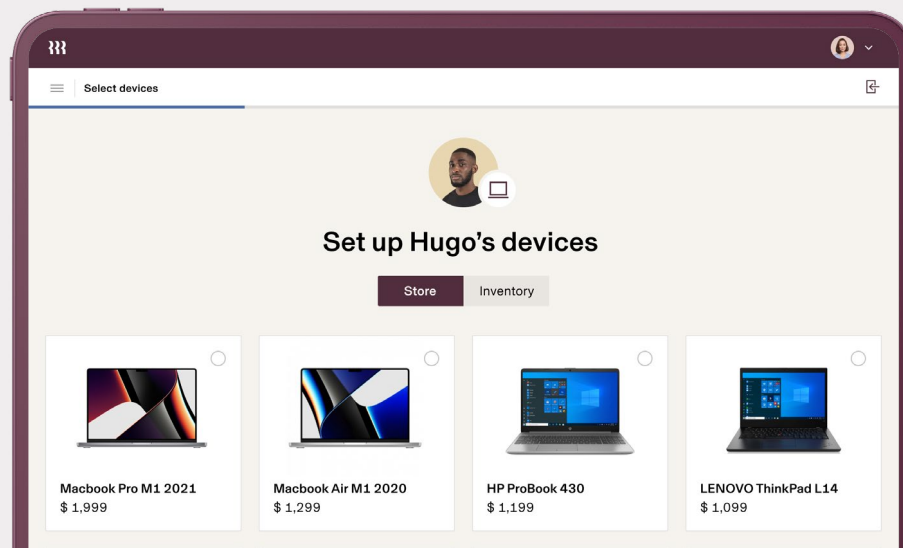 Select devices
Set up Hugo's devices
Store
Inventory
Macbook Pro M1 2021
$ 1,999
Macbook Air M1 2020
$ 1,299
HP ProBook 430
$ 1,199
LENOVO ThinkPad L14
$ 1,099